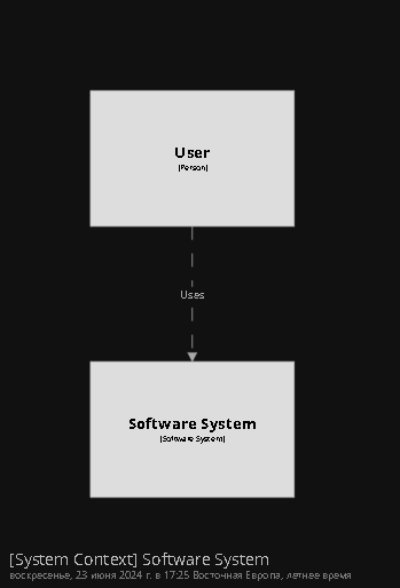 User
[Person]
Uses
Software System
[Software System]
[System Context] Software System
воскресенье, 23 июня 2024 г. в 17:25 Восточная Европа, летнее время